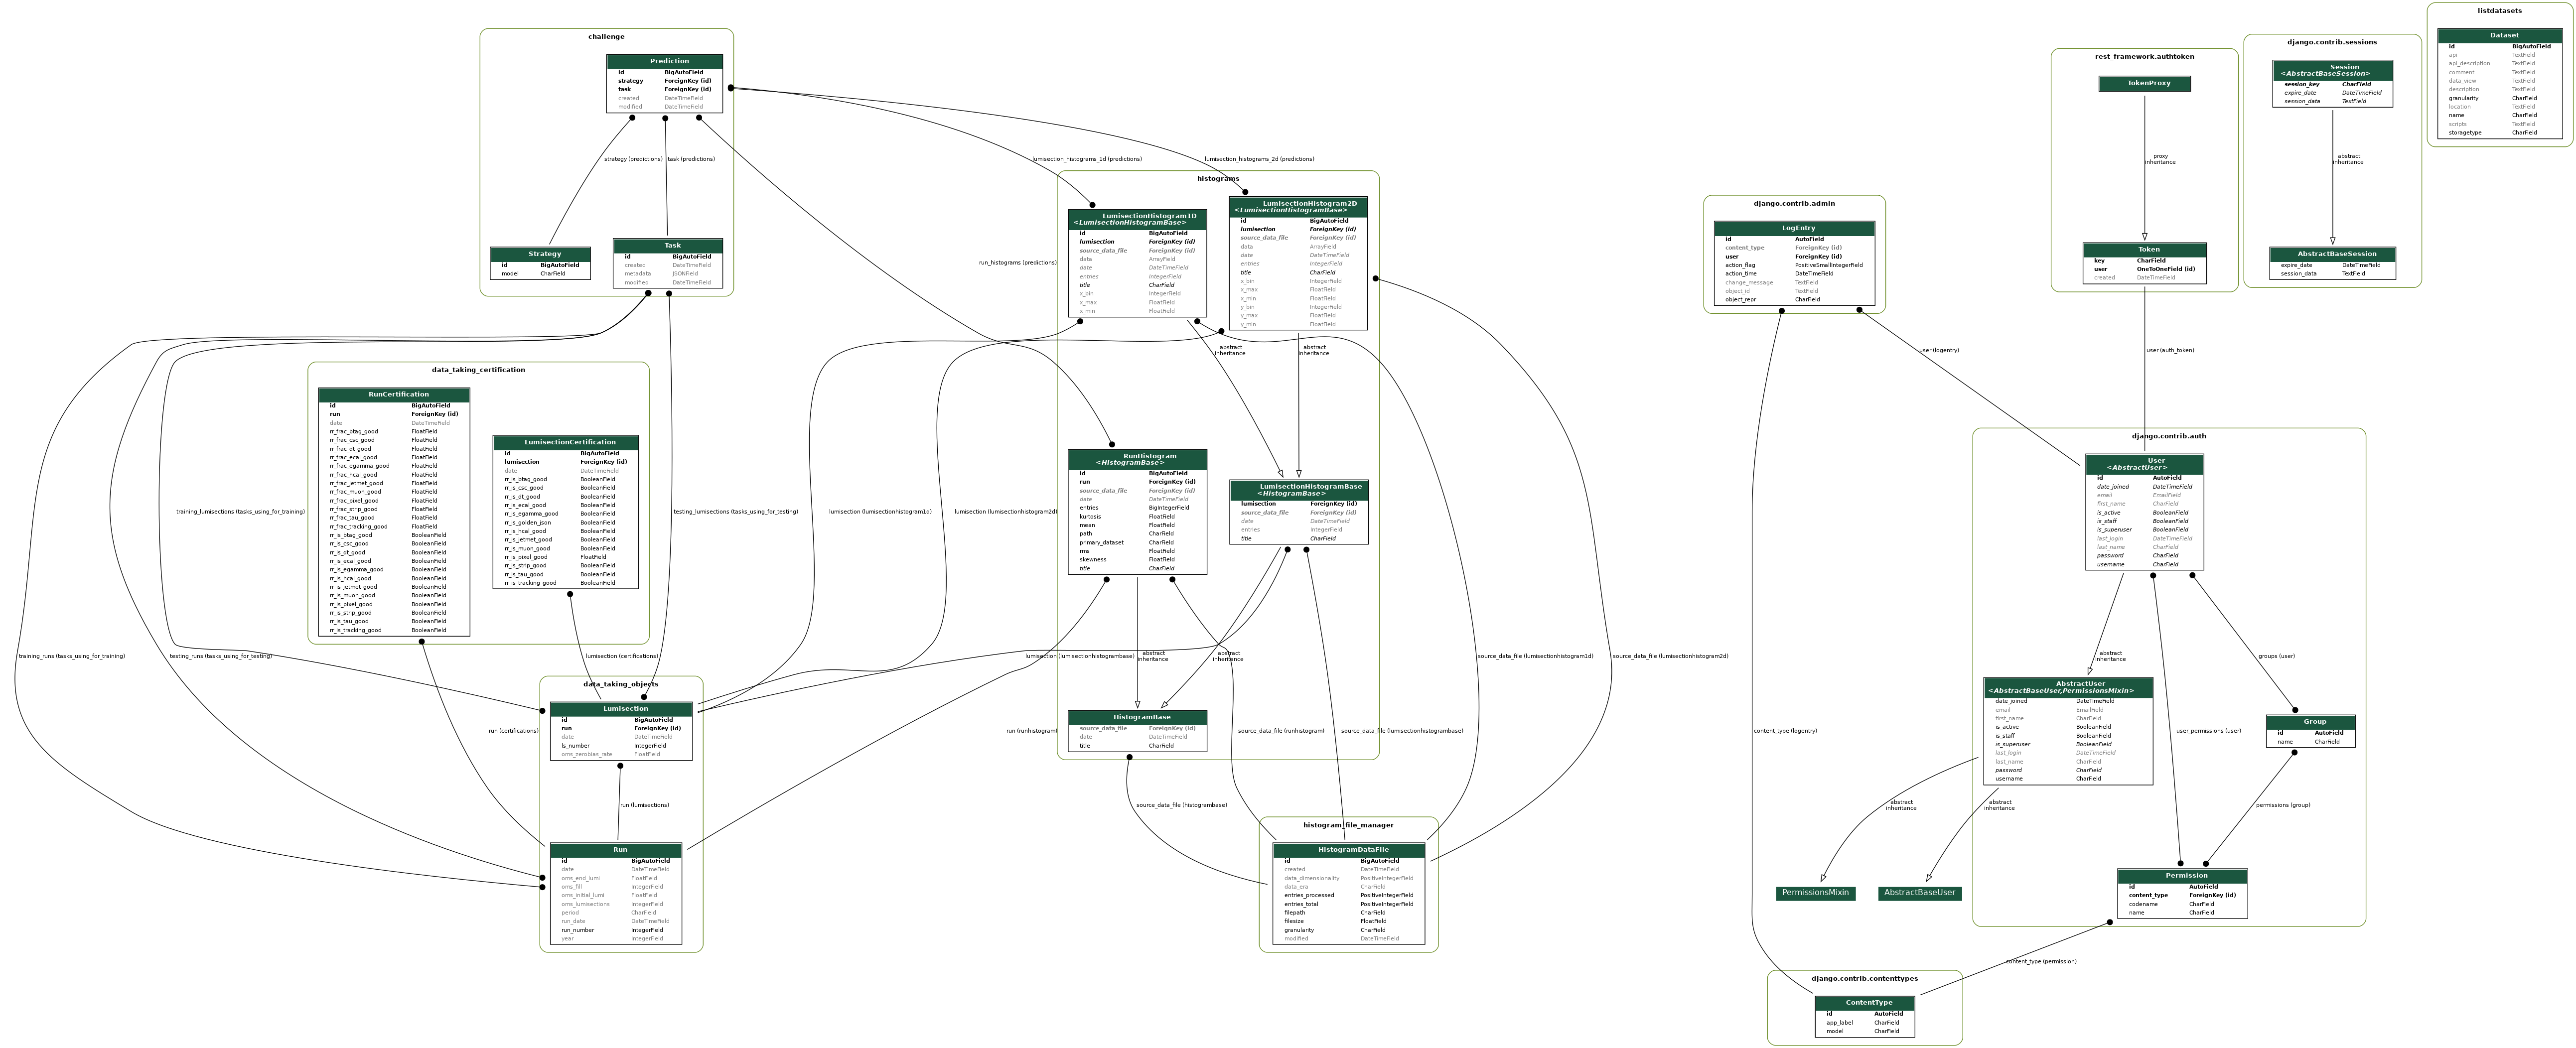 challenge
Prediction
id BigAutoField
strategy ForeignKey (id)
task ForeignKey (id)
created DateTimeField
modified DateTimeField
strategy (predictions)
task (predictions)
lumisection_histograms_1d (predictions)
lumisection_histograms_2d (predictions)
run_histograms (predictions)
Strategy
id BigAutoField
model CharField
Task
id BigAutoField
created DateTimeField
metadata JSONField
modified DateTimeField
histograms
LumisectionHistogram1D
<LumisectionHistogramBase>
id BigAutoField
lumisection ForeignKey (id)
source_data_file ForeignKey (id)
data ArrayField
date DateTimeField
entries IntegerField
title CharField
x_bin IntegerField
x_max FloatField
x_min FloatField
LumisectionHistogram2D
<LumisectionHistogramBase>
id BigAutoField
lumisection ForeignKey (id)
source_data_file ForeignKey (id)
data ArrayField
date DateTimeField
entries IntegerField
title CharField
x_bin IntegerField
x_max FloatField
x_min FloatField
y_bin IntegerField
y_max FloatField
y_min FloatField
abstract
inheritance
abstract
inheritance
data_taking_certification
RunCertification
id BigAutoField
run ForeignKey (id)
date DateTimeField
rr_frac_btag_good FloatField
rr_frac_csc_good FloatField
rr_frac_dt_good FloatField
rr_frac_ecal_good FloatField
rr_frac_egamma_good FloatField
rr_frac_hcal_good FloatField
rr_frac_jetmet_good FloatField
rr_frac_muon_good FloatField
rr_frac_pixel_good FloatField
rr_frac_strip_good FloatField
rr_frac_tau_good FloatField
rr_frac_tracking_good FloatField
rr_is_btag_good BooleanField
rr_is_csc_good BooleanField
rr_is_dt_good BooleanField
rr_is_ecal_good BooleanField
rr_is_egamma_good BooleanField
rr_is_hcal_good BooleanField
rr_is_jetmet_good BooleanField
rr_is_muon_good BooleanField
rr_is_pixel_good BooleanField
rr_is_strip_good BooleanField
rr_is_tau_good BooleanField
rr_is_tracking_good BooleanField
LumisectionCertification
id BigAutoField
lumisection ForeignKey (id)
date DateTimeField
rr_is_btag_good BooleanField
rr_is_csc_good BooleanField
rr_is_dt_good BooleanField
rr_is_ecal_good BooleanField
rr_is_egamma_good BooleanField
rr_is_golden_json BooleanField
rr_is_hcal_good BooleanField
rr_is_jetmet_good BooleanField
rr_is_muon_good BooleanField
rr_is_pixel_good FloatField
rr_is_strip_good BooleanField
rr_is_tau_good BooleanField
rr_is_tracking_good BooleanField
training_lumisections (tasks_using_for_training)
testing_lumisections (tasks_using_for_testing)
lumisection (lumisectionhistogram1d)
lumisection (lumisectionhistogram2d)
RunHistogram
<HistogramBase>
id BigAutoField
run ForeignKey (id)
source_data_file ForeignKey (id)
date DateTimeField
entries BigIntegerField
kurtosis FloatField
mean FloatField
path CharField
primary_dataset CharField
rms FloatField
skewness FloatField
title CharField
LumisectionHistogramBase
<HistogramBase>
lumisection ForeignKey (id)
source_data_file ForeignKey (id)
date DateTimeField
entries IntegerField
title CharField
training_runs (tasks_using_for_training)
testing_runs (tasks_using_for_testing)
lumisection (certifications)
lumisection (lumisectionhistogrambase)
abstract
inheritance
abstract
inheritance
source_data_file (lumisectionhistogram1d)
source_data_file (lumisectionhistogram2d)
data_taking_objects
Lumisection
id BigAutoField
run ForeignKey (id)
date DateTimeField
ls_number IntegerField
oms_zerobias_rate FloatField
run (certifications)
run (runhistogram)
HistogramBase
source_data_file ForeignKey (id)
date DateTimeField
title CharField
source_data_file (runhistogram)
source_data_file (lumisectionhistogrambase)
run (lumisections)
source_data_file (histogrambase)
Run
id BigAutoField
date DateTimeField
oms_end_lumi FloatField
oms_fill IntegerField
oms_initial_lumi FloatField
oms_lumisections IntegerField
period CharField
run_date DateTimeField
run_number IntegerField
year IntegerField
histogram_file_manager
HistogramDataFile
id BigAutoField
created DateTimeField
data_dimensionality PositiveIntegerField
data_era CharField
entries_processed PositiveIntegerField
entries_total PositiveIntegerField
filepath CharField
filesize FloatField
granularity CharField
modified DateTimeField
django.contrib.admin
LogEntry
id AutoField
content_type ForeignKey (id)
user ForeignKey (id)
action_flag PositiveSmallIntegerField
action_time DateTimeField
change_message TextField
object_id TextField
object_repr CharField
user (logentry)
content_type (logentry)
rest_framework.authtoken
TokenProxy
proxy
inheritance
Token
key CharField
user OneToOneField (id)
created DateTimeField
user (auth_token)
django.contrib.sessions
Session
<AbstractBaseSession>
session_key CharField
expire_date DateTimeField
session_data TextField
abstract
inheritance
AbstractBaseSession
expire_date DateTimeField
session_data TextField
listdatasets
Dataset
id BigAutoField
api TextField
api_description TextField
comment TextField
data_view TextField
description TextField
granularity CharField
location TextField
name CharField
scripts TextField
storagetype CharField
django.contrib.auth
User
<AbstractUser>
id AutoField
date_joined DateTimeField
email EmailField
first_name CharField
is_active BooleanField
is_staff BooleanField
is_superuser BooleanField
last_login DateTimeField
last_name CharField
password CharField
username CharField
abstract
inheritance
groups (user)
AbstractUser
<AbstractBaseUser,PermissionsMixin>
date_joined DateTimeField
email EmailField
first_name CharField
is_active BooleanField
is_staff BooleanField
is_superuser BooleanField
last_login DateTimeField
last_name CharField
password CharField
username CharField
user_permissions (user)
Group
id AutoField
name CharField
abstract
inheritance
abstract
inheritance
permissions (group)
PermissionsMixin
AbstractBaseUser
Permission
id AutoField
content_type ForeignKey (id)
codename CharField
name CharField
content_type (permission)
django.contrib.contenttypes
ContentType
id AutoField
app_label CharField
model CharField